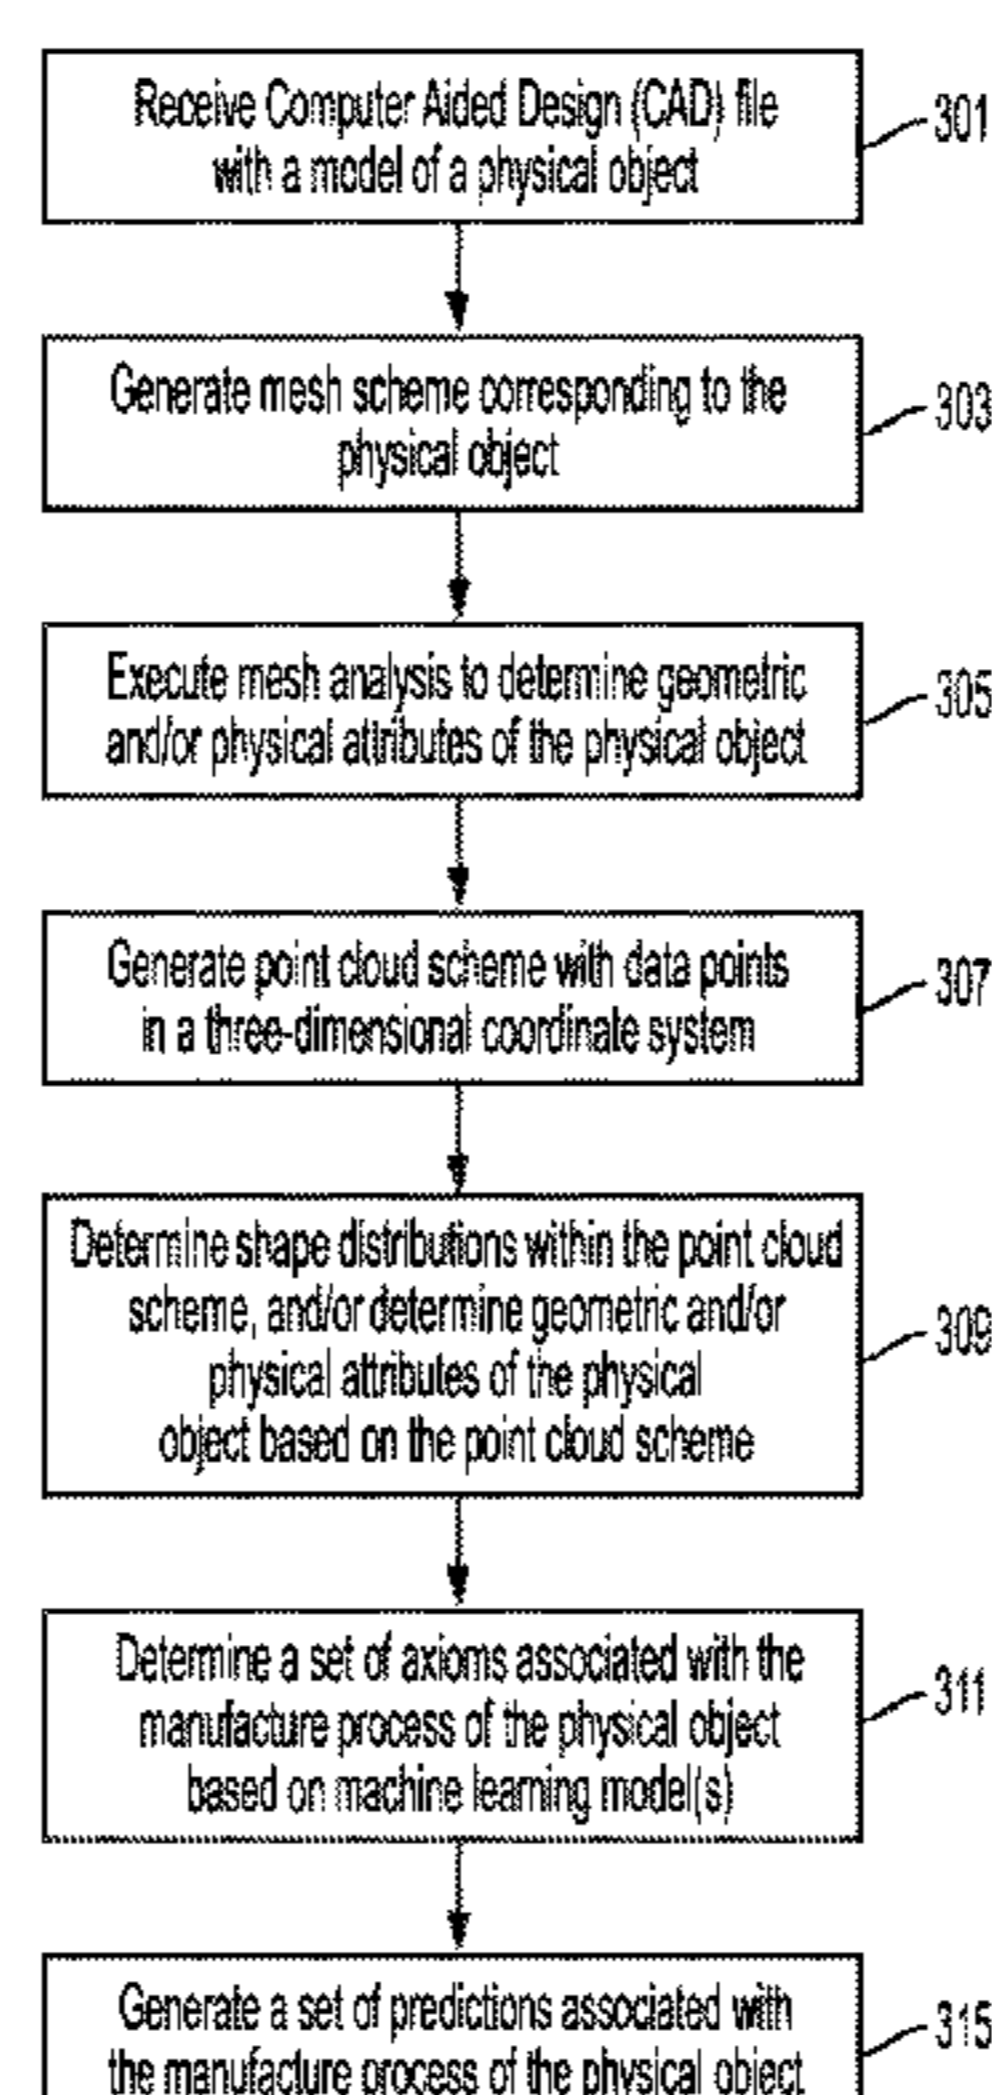 Receive Computer Aided Design (CAD) file
with a model of a physical object
301
Generate mesh scheme corresponding to the
physical object
303
Execute mesh analysis to determine geometric
and/or physical attributes of the physical object
305
Generate point cloud scheme with data points
in a three-dimensional coordinate system
307
Determine shape distributions within the point cloud
scheme, and/or determine geometric and/or
physical attributes of the physical
object based on the point cloud scheme
309
Determine a set of axioms associated with the
manufacture process of the physical object
based on machine learning model(s)
311
Generate a set of predictions associated with
the manufacture process of the physical object
315